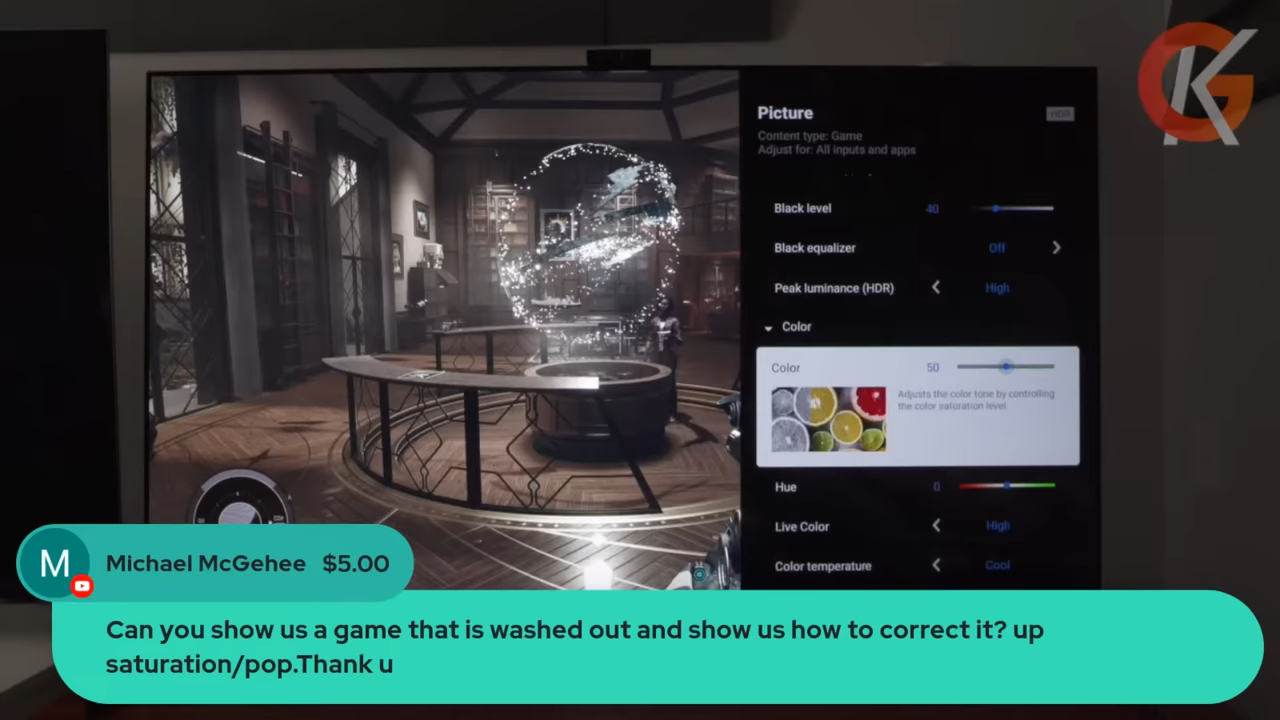 GK
Picture
HDR
Content type: Game
Adjust for: All inputs and apps
Black level 40
Black equalizer Off
Peak luminance (HDR) High
Color
Color 50
Adjusts the color tone by controlling
the color saturation level
Hue 0
Live Color High
Color temperature Cool
M
Michael McGehee $5.00
Can you show us a game that is washed out and show us how to correct it? up
saturation/pop.Thank u